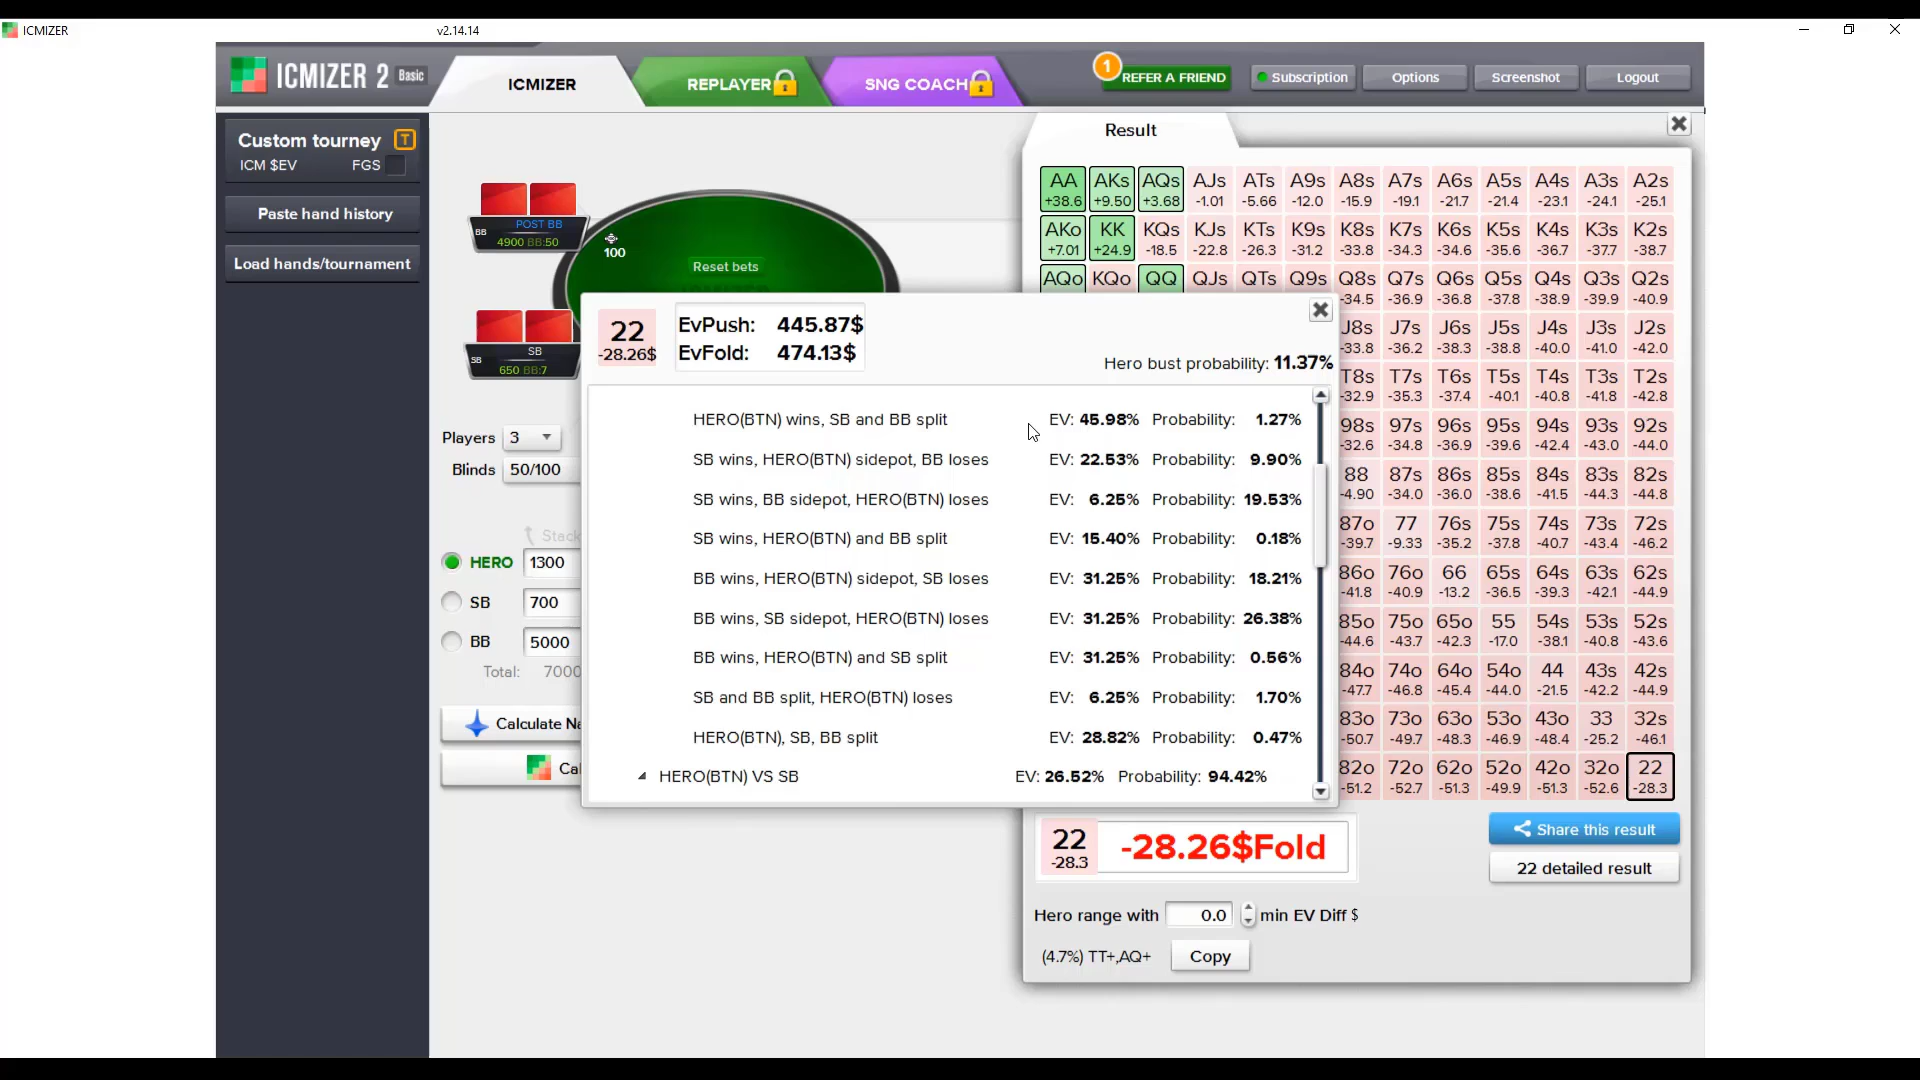 ICMIZER v2.14.14
ICMIZER 2 Basic
ICMIZER
REPLAYER
SNG COACH
1
REFER A FRIEND
Subscription
Options
Screenshot
Logout
Custom tourney T
ICM $EV FGS
Paste hand history
Load hands/tournament
BB POST BB
4900 BB:50
100
Reset bets
SB SB
650 BB:7
Players 3
Blinds 50/100
Stack
HERO 1300
SB 700
BB 5000
Total: 7000
Calculate Na
Cal
Result
AA AKs AQs AJs ATs A9s A8s A7s A6s A5s A4s A3s A2s
+38.6 +9.50 +3.68 -1.01 -5.66 -12.0 -15.9 -19.1 -21.7 -21.4 -23.1 -24.1 -25.1
AKo KK KQs KJs KTs K9s K8s K7s K6s K5s K4s K3s K2s
+7.01 +24.9 -18.5 -22.8 -26.3 -31.2 -33.8 -34.3 -34.6 -35.6 -36.7 -37.7 -38.7
AQo KQo QQ QJs QTs Q9s Q8s Q7s Q6s Q5s Q4s Q3s Q2s
-34.5 -36.9 -36.8 -37.8 -38.9 -39.9 -40.9
J8s J7s J6s J5s J4s J3s J2s
-33.8 -36.2 -38.3 -38.8 -40.0 -41.0 -42.0
T8s T7s T6s T5s T4s T3s T2s
-32.9 -35.3 -37.4 -40.1 -40.8 -41.8 -42.8
98s 97s 96s 95s 94s 93s 92s
-32.6 -34.8 -36.9 -39.6 -42.4 -43.0 -44.0
88 87s 86s 85s 84s 83s 82s
-4.90 -34.0 -36.0 -38.6 -41.5 -44.3 -44.8
87o 77 76s 75s 74s 73s 72s
-39.7 -9.33 -35.2 -37.8 -40.7 -43.4 -46.2
86o 76o 66 65s 64s 63s 62s
-41.8 -40.9 -13.2 -36.5 -39.3 -42.1 -44.9
85o 75o 65o 55 54s 53s 52s
-44.6 -43.7 -42.3 -17.0 -38.1 -40.8 -43.6
84o 74o 64o 54o 44 43s 42s
-47.7 -46.8 -45.4 -44.0 -21.5 -42.2 -44.9
83o 73o 63o 53o 43o 33 32s
-50.7 -49.7 -48.3 -46.9 -48.4 -25.2 -46.1
82o 72o 62o 52o 42o 32o 22
-51.2 -52.7 -51.3 -49.9 -51.3 -52.6 -28.3
22
-28.26$
EvPush: 445.87$
EvFold: 474.13$
Hero bust probability: 11.37%
HERO(BTN) wins, SB and BB split EV: 45.98% Probability: 1.27%
SB wins, HERO(BTN) sidepot, BB loses EV: 22.53% Probability: 9.90%
SB wins, BB sidepot, HERO(BTN) loses EV: 6.25% Probability: 19.53%
SB wins, HERO(BTN) and BB split EV: 15.40% Probability: 0.18%
BB wins, HERO(BTN) sidepot, SB loses EV: 31.25% Probability: 18.21%
BB wins, SB sidepot, HERO(BTN) loses EV: 31.25% Probability: 26.38%
BB wins, HERO(BTN) and SB split EV: 31.25% Probability: 0.56%
SB and BB split, HERO(BTN) loses EV: 6.25% Probability: 1.70%
HERO(BTN), SB, BB split EV: 28.82% Probability: 0.47%
HERO(BTN) VS SB EV: 26.52% Probability: 94.42%
22
-28.3
-28.26$Fold
Share this result
22 detailed result
Hero range with 0.0 min EV Diff $
(4.7%) TT+,AQ+ Copy